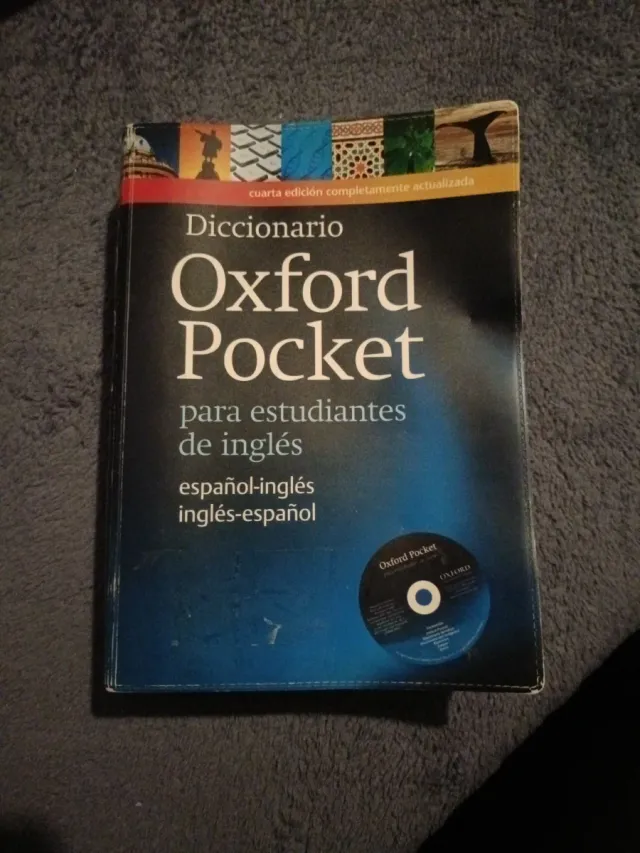 cuarta edición completamente actualizada
Diccionario
Oxford
Pocket
para estudiantes
de inglés
español-inglés
inglés-español
Oxford Pocket
OXFORD